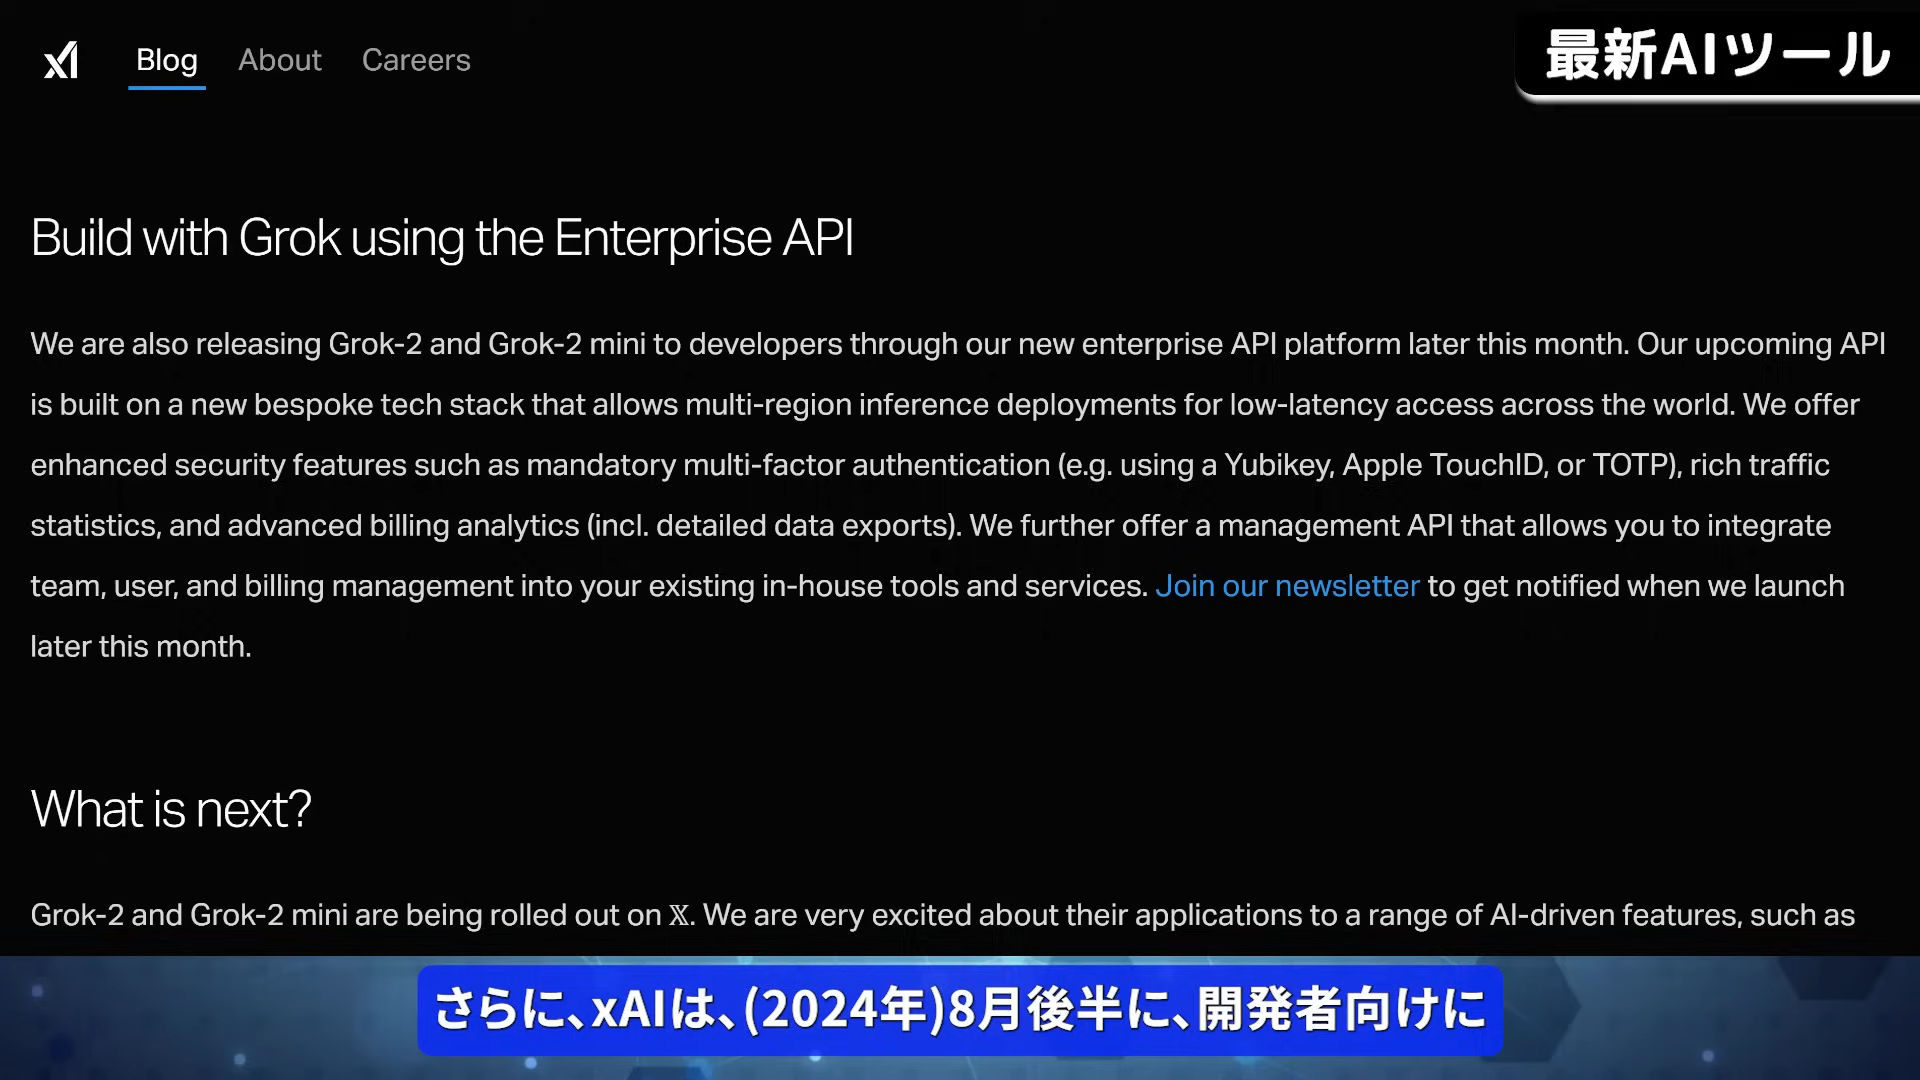 xI
Blog
About
Careers
最新AIツール
Build with Grok using the Enterprise API
We are also releasing Grok-2 and Grok-2 mini to developers through our new enterprise API platform later this month. Our upcoming API
is built on a new bespoke tech stack that allows multi-region inference deployments for low-latency access across the world. We offer
enhanced security features such as mandatory multi-factor authentication (e.g. using a Yubikey, Apple TouchID, or TOTP), rich traffic
statistics, and advanced billing analytics (incl. detailed data exports). We further offer a management API that allows you to integrate
team, user, and billing management into your existing in-house tools and services. Join our newsletter to get notified when we launch
later this month.
What is next?
Grok-2 and Grok-2 mini are being rolled out on 𝕏. We are very excited about their applications to a range of AI-driven features, such as
さらに、xAIは、(2024年)8月後半に、開発者向けに